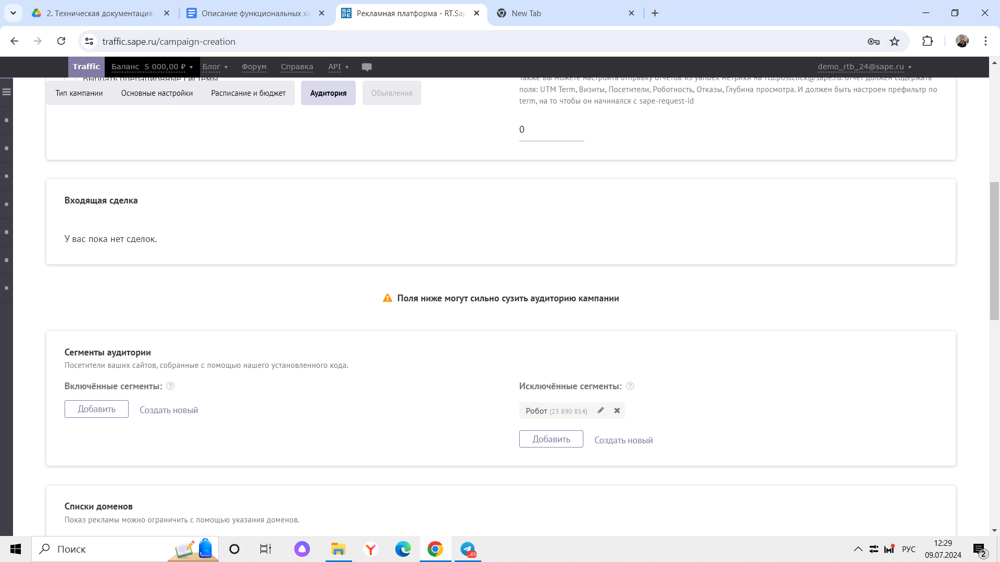 2. Техническая документация
Описание функциональных ха
Рекламная платформа - RT.Sap
New Tab
traffic.sape.ru/campaign-creation
Traffic
Баланс 5 000,00 ₽
Блог
Форум
Справка
API
demo_rtb_24@sape.ru
Выбрать операционные системы
Тип кампании
Основные настройки
Расписание и бюджет
Аудитория
Объявления
Также вы можете настроить отправку отчетов из yandex метрики на rtb.postclick@sape.ru. отчет должен содержать
поля: UTM Term, Визиты, Посетители, Роботность, Отказы, Глубина просмотра. И должен быть настроен префильтр по
term, на то чтобы он начинался с sape-request-id
0
Входящая сделка
У вас пока нет сделок.
Поля ниже могут сильно сузить аудиторию кампании
Сегменты аудитории
Посетители ваших сайтов, собранные с помощью нашего установленного кода.
Включённые сегменты: ?
Добавить
Создать новый
Исключённые сегменты: ?
Робот (23 890 814)
Добавить
Создать новый
Списки доменов
Показ рекламы можно ограничить с помощью указания доменов.
Поиск
..49
РУС
12:29
09.07.2024
2